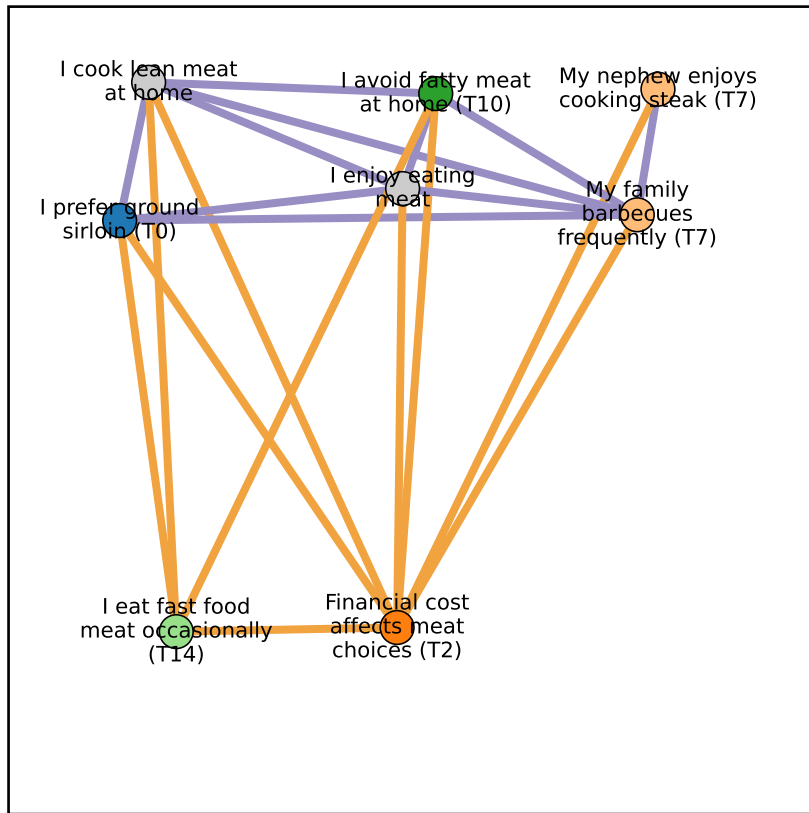 I cook lean meat
at home
I avoid fatty meat
at home (T10)
My nephew enjoys
cooking steak (T7)
I enjoy eating
meat
My family
barbecues
frequently (T7)
I prefer ground
sirloin (T0)
I eat fast food
meat occasionally
(T14)
Financial cost
affects meat
choices (T2)